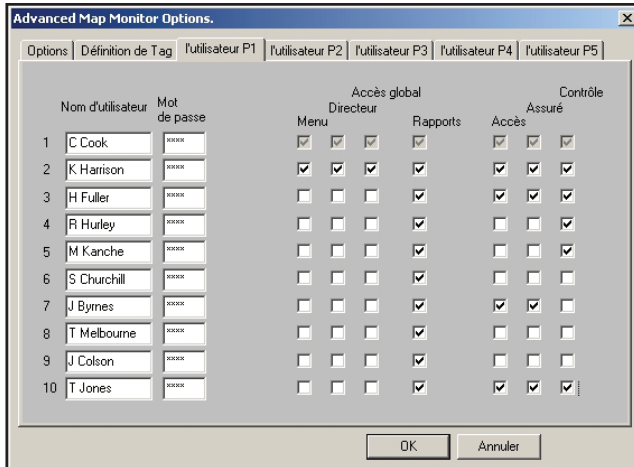 Advanced Map Monitor Options.
Options Définition de Tag l'utilisateur P1 l'utilisateur P2 l'utilisateur P3 l'utilisateur P4 l'utilisateur P5
Accès global Contrôle
Nom d'utilisateur Mot Directeur Assuré
de passe Menu Rapports Accès
1 C Cook ****
2 K Harrison ****
3 H Fuller ****
4 R Hurley ****
5 M Kanche ****
6 S Churchill ****
7 J Byrnes ****
8 T Melbourne ****
9 J Colson ****
10 T Jones ****
OK Annuler